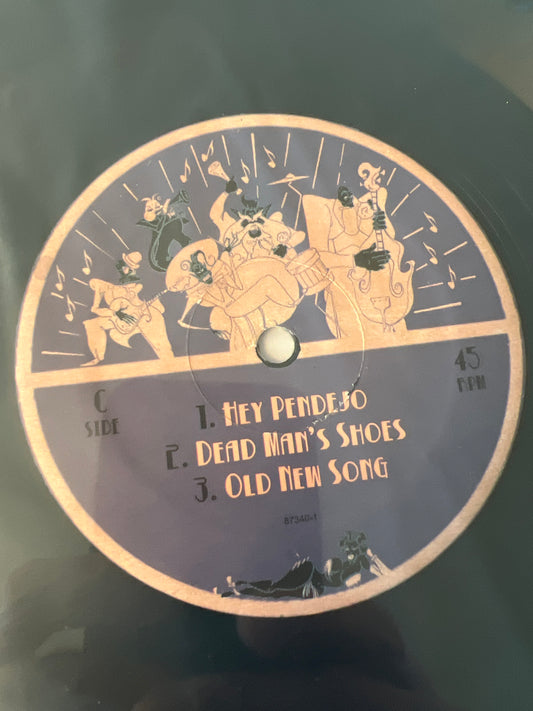 C
SIDE
45
RPM
1. HEY PENDEJO
2. DEAD MAN'S SHOES
3. OLD NEW SONG